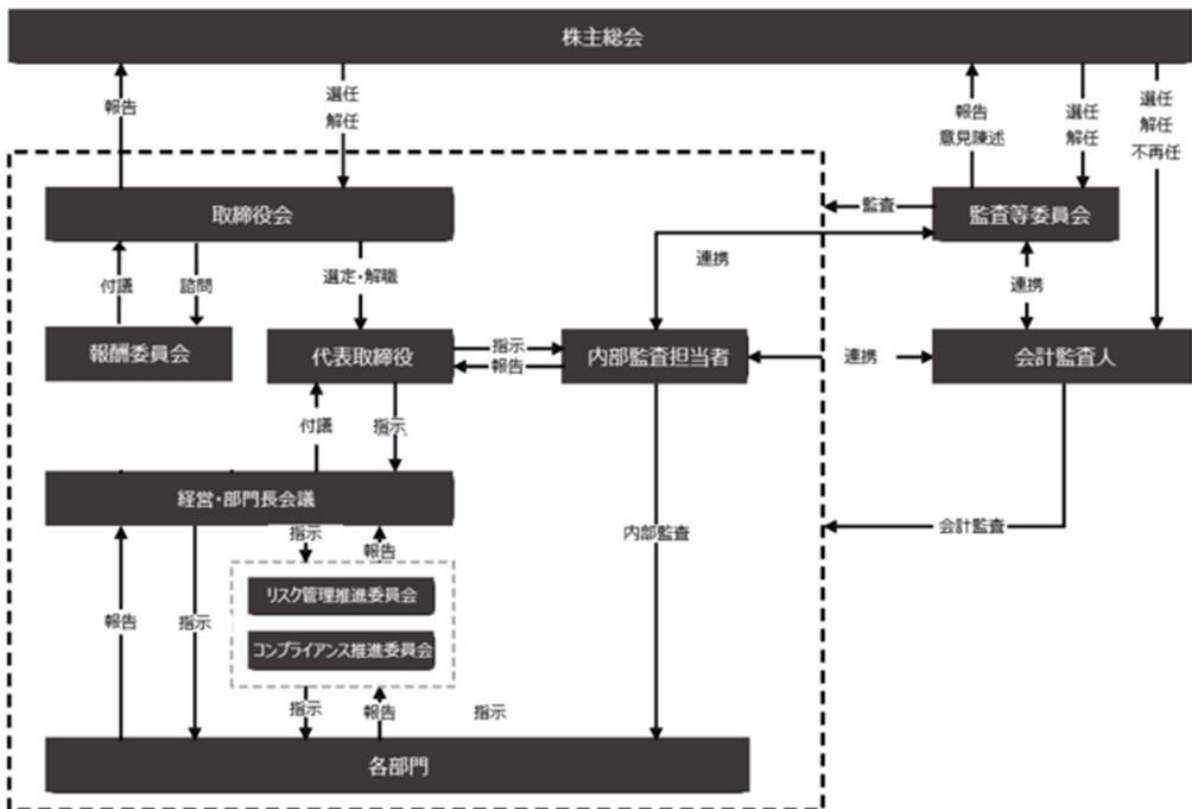 株主総会
報告
選任
解任
報告
意見陳述
選任
解任
選任
解任
不再任
取締役会
監査
監査等委員会
付議
諮問
選定・解職
連携
連携
報酬委員会
代表取締役
指示
報告
内部監査担当者
連携
会計監査人
付議
指示
経営・部門長会議
指示
報告
内部監査
会計監査
リスク管理推進委員会
コンプライアンス推進委員会
報告
指示
指示
報告
指示
各部門